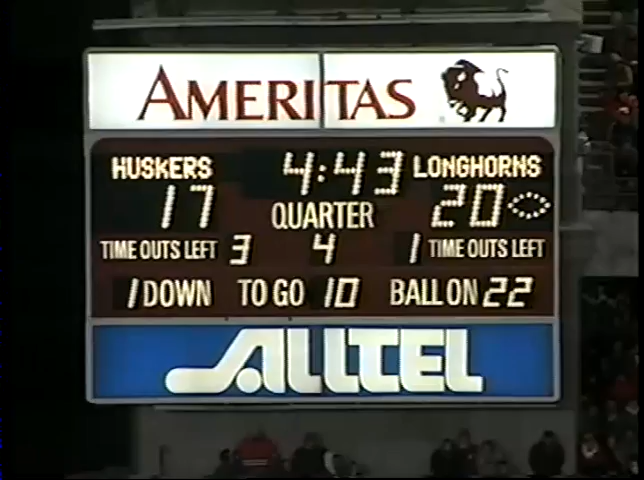 AMERITAS
HUSKERS 4:43 LONGHORNS
17 QUARTER 20
TIME OUTS LEFT 3 4 1 TIME OUTS LEFT
1 DOWN TO GO 10 BALL ON 22
ALLTEL